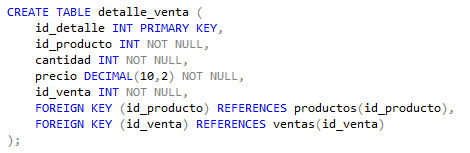 CREATE TABLE detalle_venta (
    id_detalle INT PRIMARY KEY,
    id_producto INT NOT NULL,
    cantidad INT NOT NULL,
    precio DECIMAL(10,2) NOT NULL,
    id_venta INT NOT NULL,
    FOREIGN KEY (id_producto) REFERENCES productos(id_producto),
    FOREIGN KEY (id_venta) REFERENCES ventas(id_venta)
);